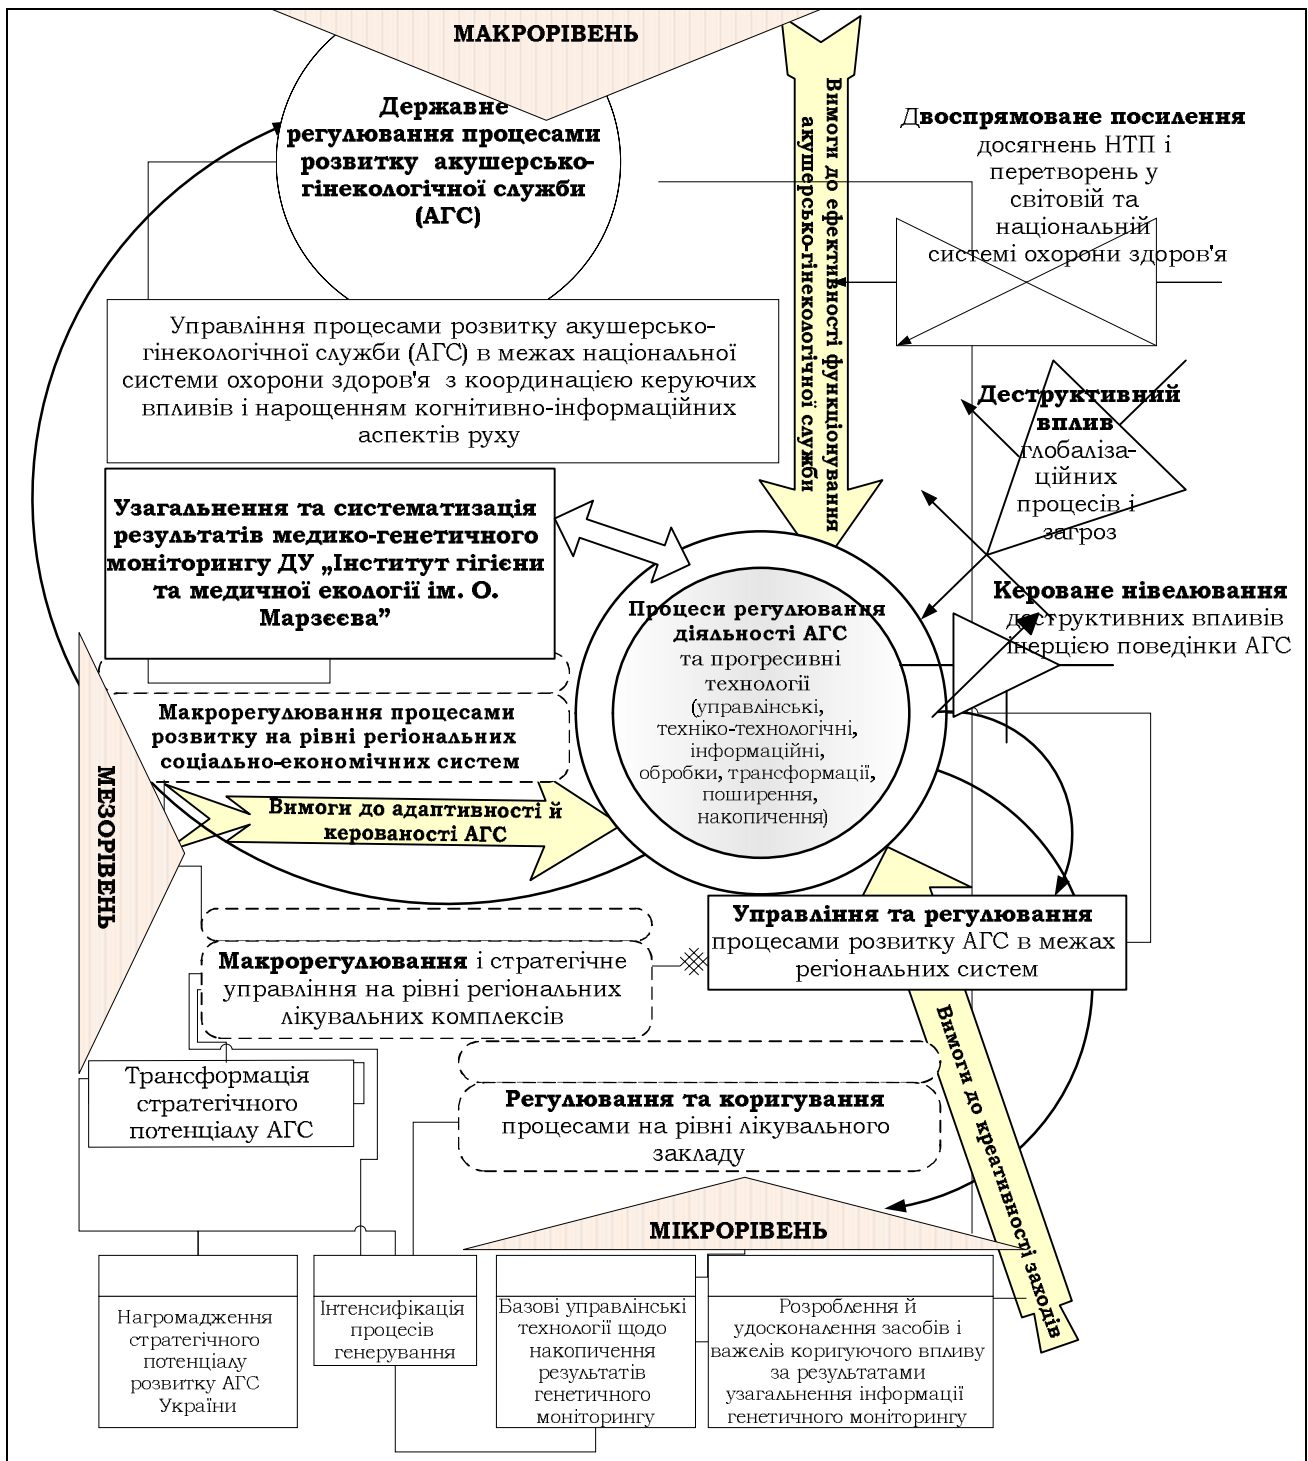 МАКРОРІВЕНЬ
Державне
регулювання процесами
розвитку акушерсько-
гінекологічної служби
(АГС)
Вимоги до ефективності функціонування
акушерсько-гінекологічної служби
Двоспрямоване посилення
досягнень НТП і
перетворень у
світовій та
національній
системі охорони здоров'я
Управління процесами розвитку акушерсько-
гінекологічної служби (АГС) в межах національної
системи охорони здоров'я з координацією керуючих
впливів і нарощенням когнітивно-інформаційних
аспектів руху
Деструктивний
вплив
глобаліза-
ційних
процесів і
загроз
Узагальнення та систематизація
результатів медико-генетичного
моніторингу ДУ „Інститут гігієни
та медичної екології ім. О.
Марзєєва”
Кероване нівелювання
деструктивних впливів
інерцією поведінки АГС
Процеси регулювання
діяльності АГС
та прогресивні
технології
(управлінські,
техніко-технологічні,
інформаційні,
обробки, трансформації,
поширення,
накопичення)
Макрорегулювання процесами
розвитку на рівні регіональних
соціально-економічних систем
МЕЗОРІВЕНЬ
Вимоги до адаптивності й
керованості АГС
Управління та регулювання
процесами розвитку АГС в межах
регіональних систем
Макрорегулювання і стратегічне
управління на рівні регіональних
лікувальних комплексів
Вимоги до креативності заходів
Трансформація
стратегічного
потенціалу АГС
Регулювання та коригування
процесами на рівні лікувального
закладу
МІКРОРІВЕНЬ
Нагромадження
стратегічного
потенціалу
розвитку АГС
України
Інтенсифікація
процесів
генерування
Базові управлінські
технології щодо
накопичення
результатів
генетичного
моніторингу
Розроблення й
удосконалення засобів і
важелів коригуючого впливу
за результатами
узагальнення інформації
генетичного моніторингу